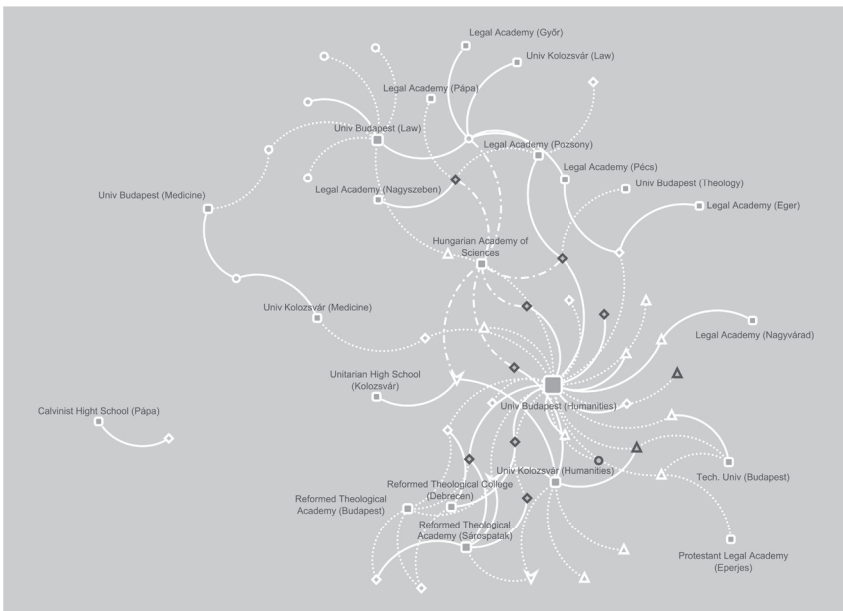 Legal Academy (Győr)
Univ Kolozsvár (Law)
Legal Academy (Pápa)
Univ Budapest (Law)
Legal Academy (Pozsony)
Legal Academy (Pécs)
Univ Budapest (Theology)
Legal Academy (Nagyszeben)
Univ Budapest (Medicine)
Legal Academy (Eger)
Hungarian Academy of
Sciences
Univ Kolozsvár (Medicine)
Legal Academy (Nagyvárad)
Unitarian High School
(Kolozsvár)
Univ Budapest (Humanities)
Calvinist Hight School (Pápa)
Univ Kolozsvár (Humanities)
Tech. Univ (Budapest)
Reformed Theological College
(Debrecen)
Reformed Theological
Academy (Budapest)
Reformed Theological
Academy (Sárospatak)
Protestant Legal Academy
(Eperjes)